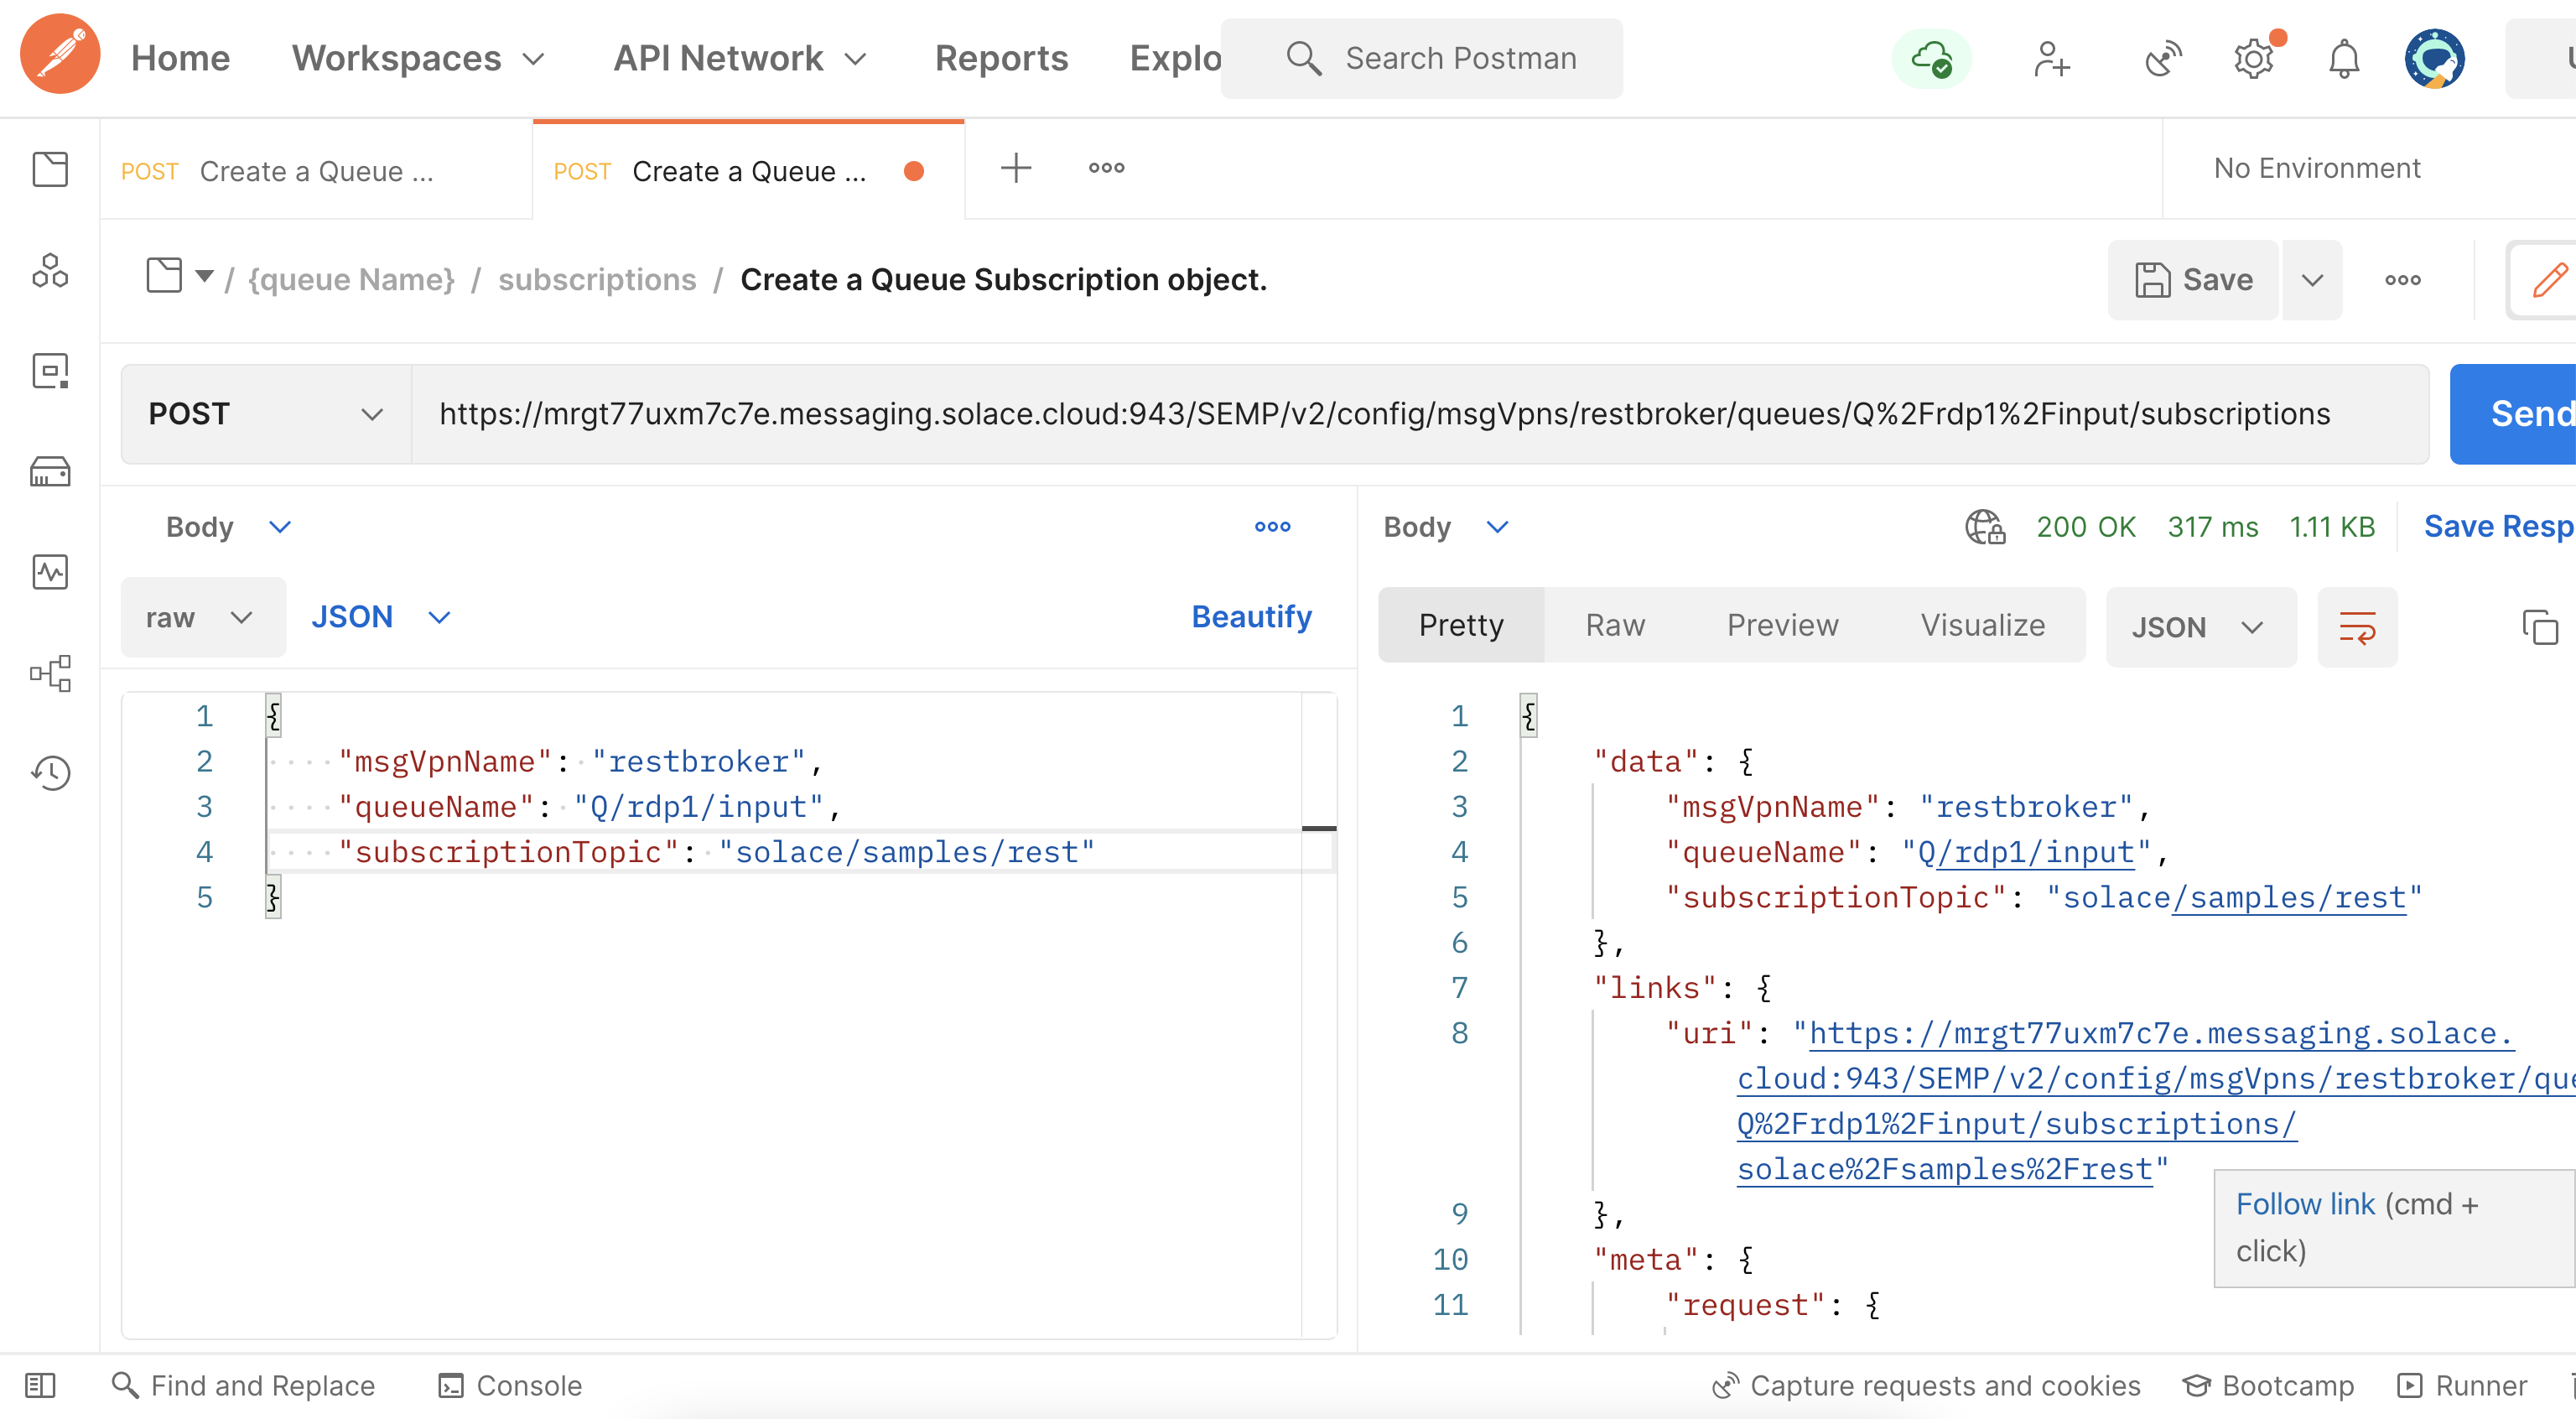 Home Workspaces API Network Reports Explo Search Postman
POST Create a Queue ... POST Create a Queue ... No Environment
/ {queue Name} / subscriptions / Create a Queue Subscription object. Save
POST https://mrgt77uxm7c7e.messaging.solace.cloud:943/SEMP/v2/config/msgVpns/restbroker/queues/Q%2Frdp1%2Finput/subscriptions Send
Body
raw JSON Beautify
1 {
2 "msgVpnName": "restbroker",
3 "queueName": "Q/rdp1/input",
4 "subscriptionTopic": "solace/samples/rest"
5 }
Body 200 OK 317 ms 1.11 KB Save Resp
Pretty Raw Preview Visualize JSON
1 {
2 "data": {
3 "msgVpnName": "restbroker",
4 "queueName": "Q/rdp1/input",
5 "subscriptionTopic": "solace/samples/rest"
6 },
7 "links": {
8 "uri": "https://mrgt77uxm7c7e.messaging.solace.
cloud:943/SEMP/v2/config/msgVpns/restbroker/que
Q%2Frdp1%2Finput/subscriptions/
solace%2Fsamples%2Frest"
9 },
10 "meta": {
11 "request": {
Follow link (cmd +
click)
Find and Replace Console Capture requests and cookies Bootcamp Runner